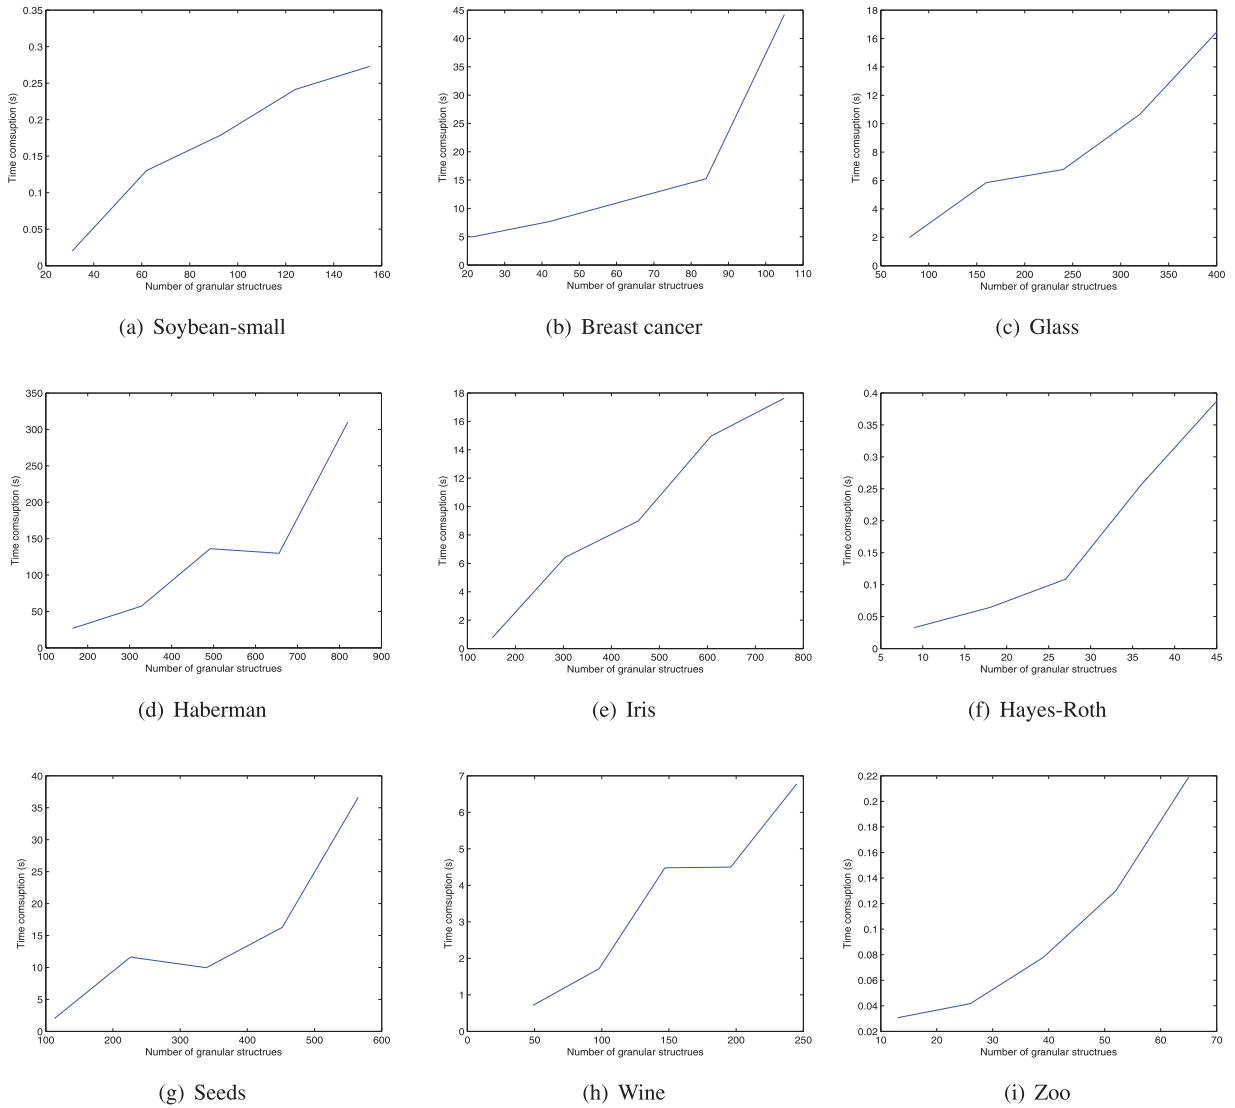 0.35
0.3
0.25
0.2
0.15
0.1
0.05
0
Time comsuption (s)
20 40 60 80 100 120 140 160
Number of granular structrues
(a) Soybean-small
45
40
35
30
25
20
15
10
5
0
Time comsuption (s)
20 30 40 50 60 70 80 90 100 110
Number of granular structrues
(b) Breast cancer
18
16
14
12
10
8
6
4
2
0
Time comsuption (s)
50 100 150 200 250 300 350 400
Number of granular structrues
(c) Glass
350
300
250
200
150
100
50
0
Time comsuption (s)
100 200 300 400 500 600 700 800 900
Number of granular structrues
(d) Haberman
18
16
14
12
10
8
6
4
2
0
Time comsuption (s)
100 200 300 400 500 600 700 800
Number of granular structrues
(e) Iris
0.4
0.35
0.3
0.25
0.2
0.15
0.1
0.05
0
Time comsuption (s)
5 10 15 20 25 30 35 40 45
Number of granular structrues
(f) Hayes-Roth
40
35
30
25
20
15
10
5
0
Time comsuption (s)
100 200 300 400 500 600
Number of granular structrues
(g) Seeds
7
6
5
4
3
2
1
0
Time comsuption (s)
0 50 100 150 200 250
Number of granular structrues
(h) Wine
0.22
0.2
0.18
0.16
0.14
0.12
0.1
0.08
0.06
0.04
0.02
Time comsuption (s)
10 20 30 40 50 60 70
Number of granular structrues
(i) Zoo